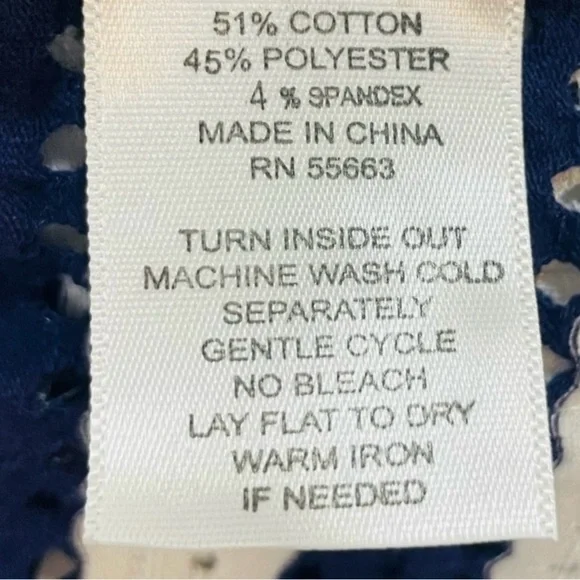 51% COTTON
45% POLYESTER
4 % SPANDEX
MADE IN CHINA
RN 55663
TURN INSIDE OUT
MACHINE WASH COLD
SEPARATELY
GENTLE CYCLE
NO BLEACH
LAY FLAT TO DRY
WARM IRON
IF NEEDED